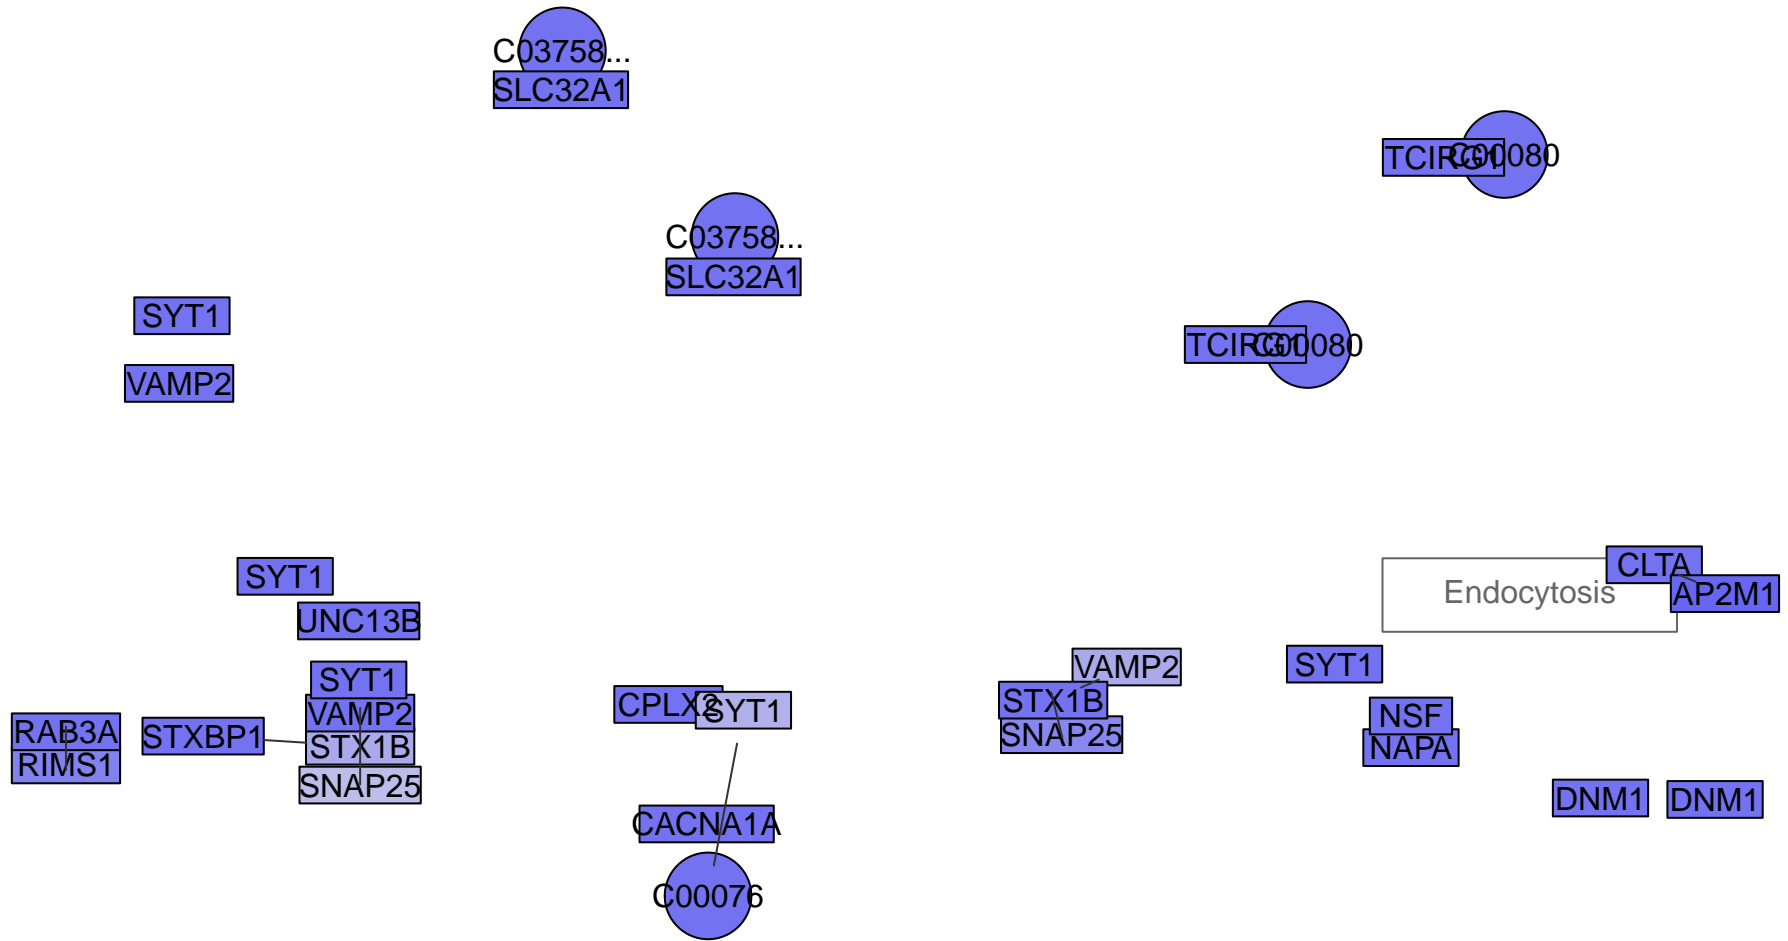 C03758...
SLC32A1
TCIRG1
C00080
C03758...
SLC32A1
SYT1
TCIRG1
C00080
VAMP2
SYT1
CLTA
Endocytosis
AP2M1
UNC13B
SYT1
VAMP2
SYT1
CPLX2
SYT1
STX1B
VAMP2
NSF
RAB3A
STXBP1
STX1B
SNAP25
NAPA
RIMS1
SNAP25
DNM1
DNM1
CACNA1A
C00076